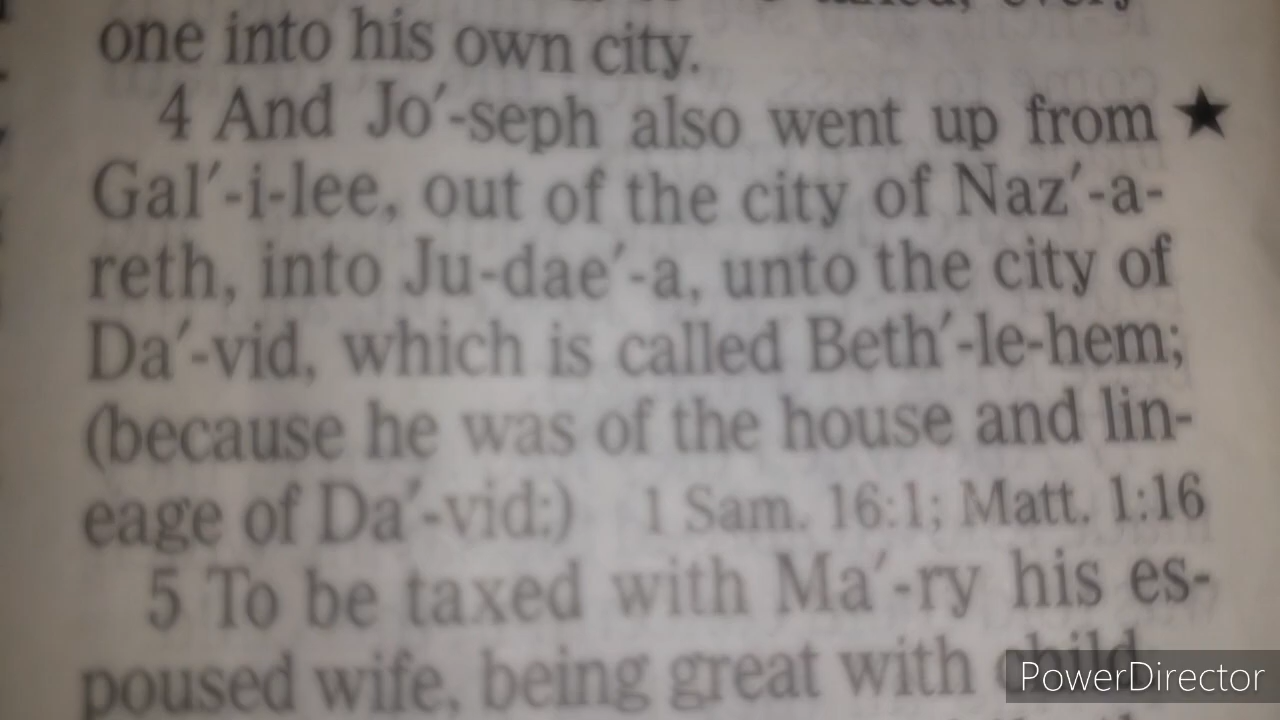 one into his own city.
4 And Jo′-seph also went up from ★
Gal′-i-lee, out of the city of Naz′-a-
reth, into Ju-dae′-a, unto the city of
Da′-vid, which is called Beth′-le-hem;
(because he was of the house and lin-
eage of Da′-vid:) 1 Sam. 16:1; Matt. 1:16
5 To be taxed with Ma′-ry his es-
poused wife, being great with child
PowerDirector